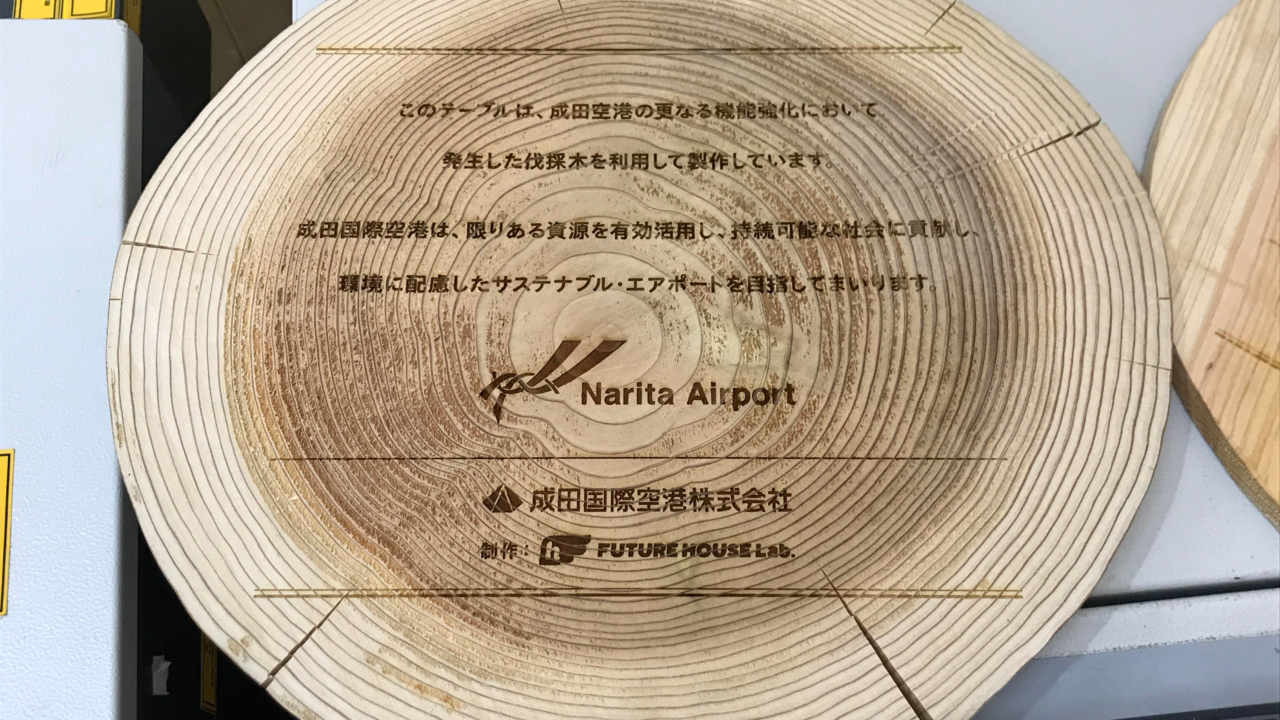 このテーブルは、成田空港の更なる機能強化において、
発生した伐採木を利用して製作しています。
成田国際空港は、限りある資源を有効活用し、持続可能な社会に貢献し、
環境に配慮したサステナブル・エアポートを目指してまいります。
Narita Airport
成田国際空港株式会社
制作：FUTURE HOUSE Lab.